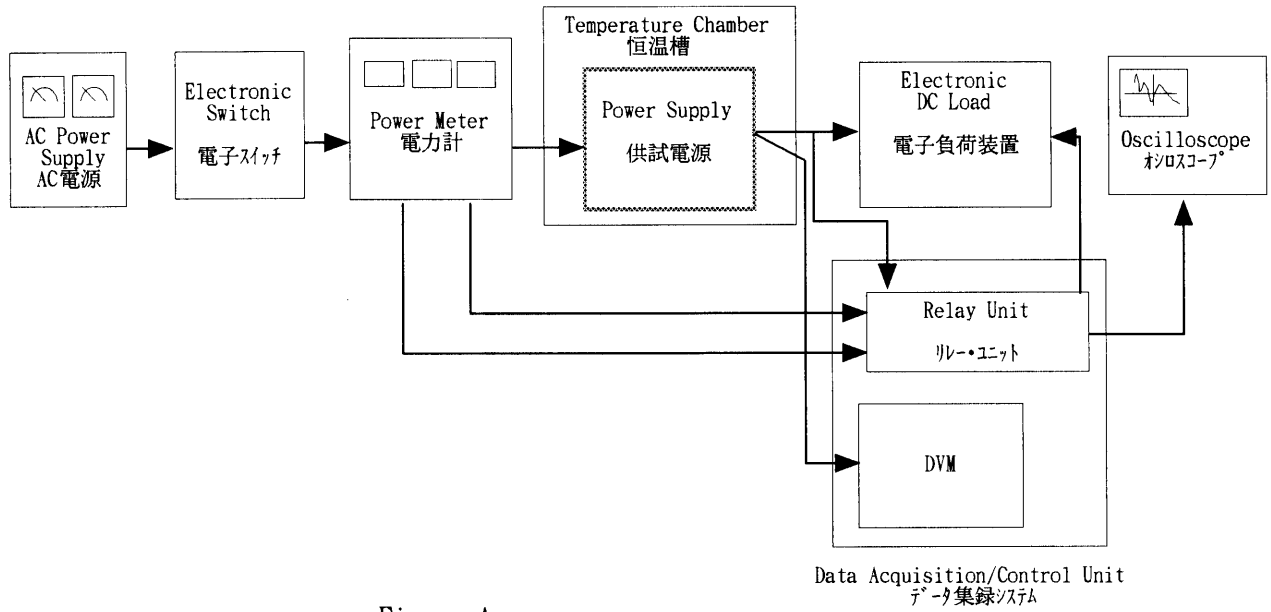 AC Power
Supply
AC電源
Electronic
Switch
電子スイッチ
Power Meter
電力計
Temperature Chamber
恒温槽
Power Supply
供試電源
Electronic
DC Load
電子負荷装置
Oscilloscope
オシロスコープ
Relay Unit
リレー・ユニット
DVM
Data Acquisition/Control Unit
データ集録システム
Figure A